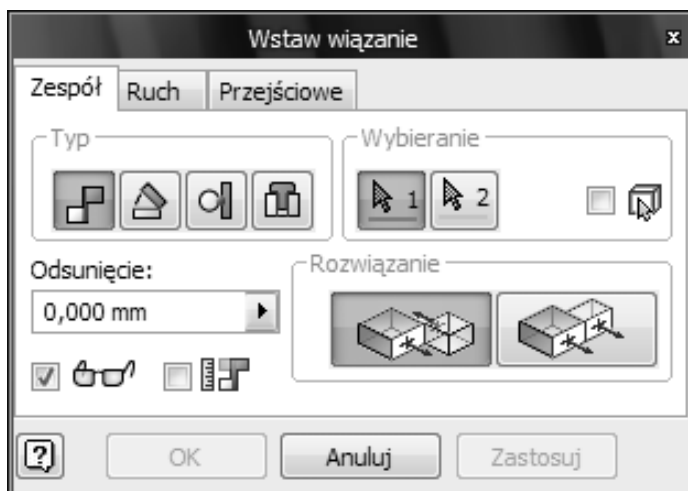 Wstaw wiązanie
Zespół Ruch Przejściowe
Typ Wybieranie
1 2
Odsunięcie: Rozwiązanie
0,000 mm
OK Anuluj Zastosuj